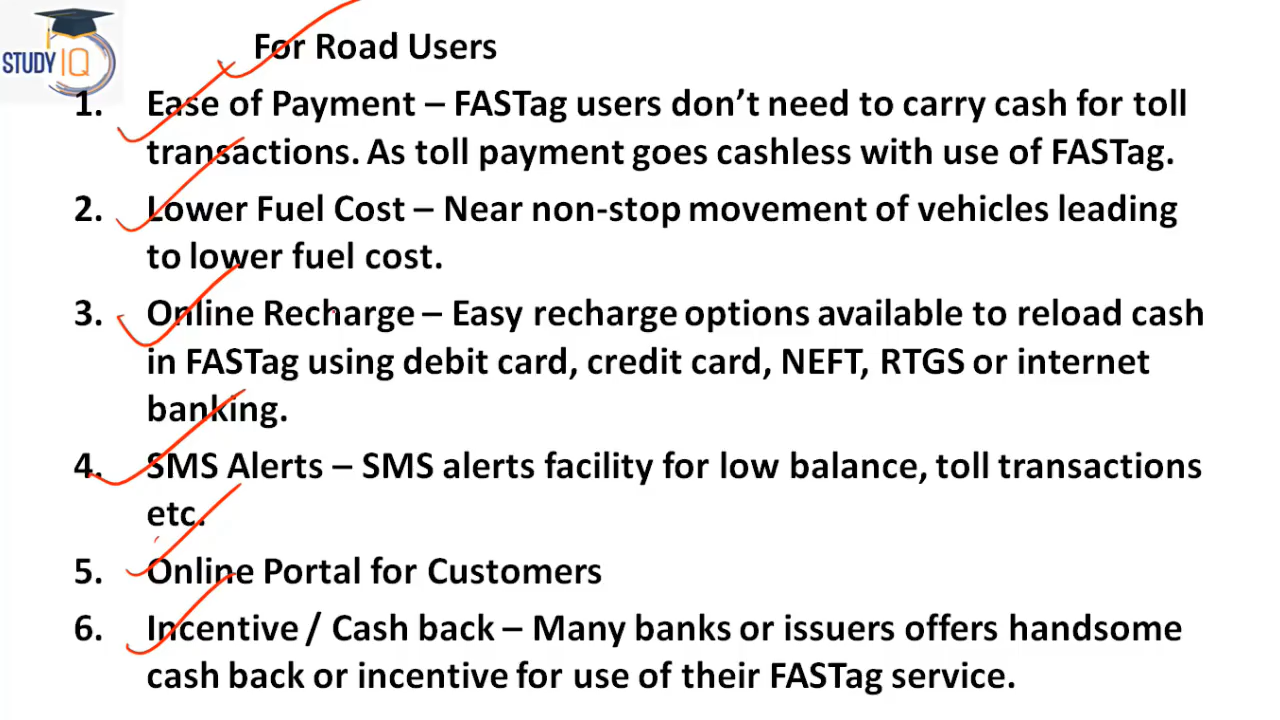 STUDY IQ
For Road Users
1. Ease of Payment – FASTag users don't need to carry cash for toll
transactions. As toll payment goes cashless with use of FASTag.
2. Lower Fuel Cost – Near non-stop movement of vehicles leading
to lower fuel cost.
3. Online Recharge – Easy recharge options available to reload cash
in FASTag using debit card, credit card, NEFT, RTGS or internet
banking.
4. SMS Alerts – SMS alerts facility for low balance, toll transactions
etc.
5. Online Portal for Customers
6. Incentive / Cash back – Many banks or issuers offers handsome
cash back or incentive for use of their FASTag service.